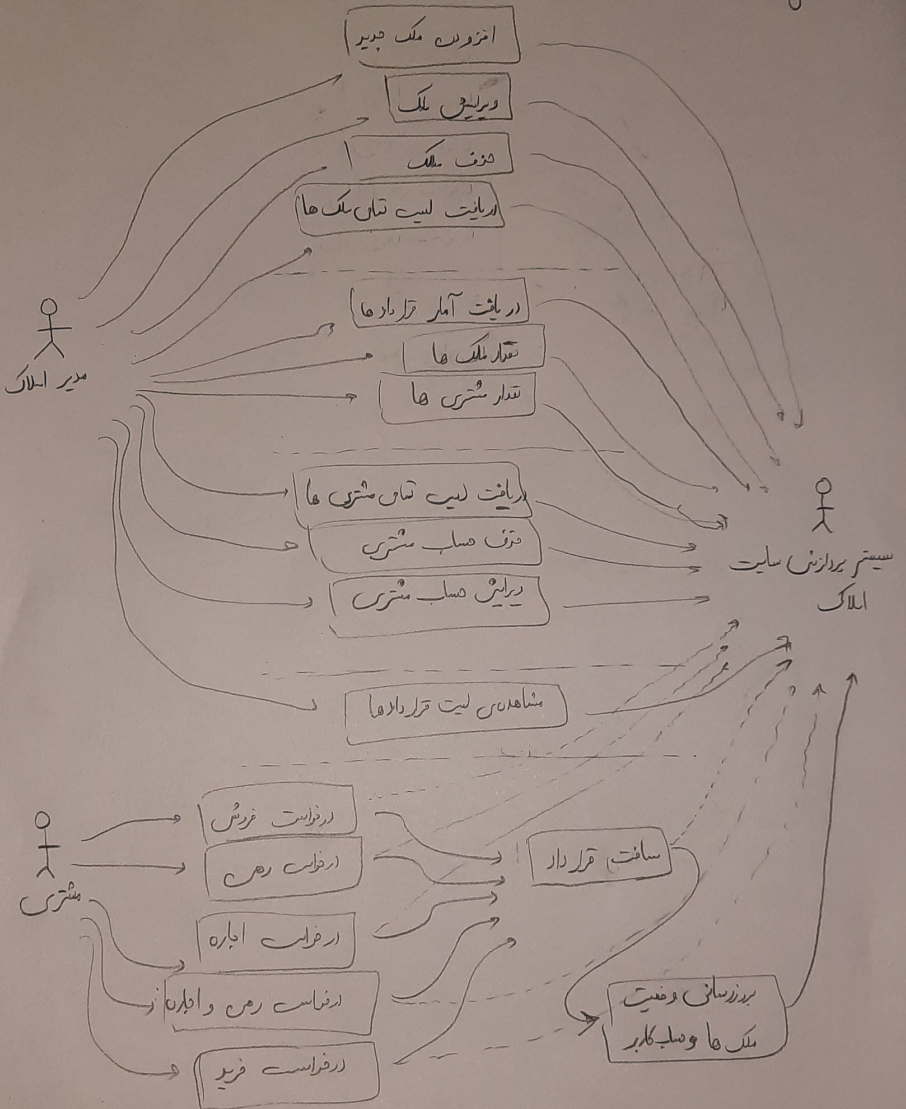 افزودن ملک جدید
ویرایش ملک
حذف ملک
دریافت لیست تمامی ملک ها
دریافت آمار قرارداد ها
تعداد ملک ها
تعداد مشتری ها
مدیر املاک
دریافت لیست تمامی مشتری ها
حذف حساب مشتری
ویرایش حساب مشتری
سیستم پردازشی سایت
املاک
مشاهده‌ی لیست قراردادها
درخواست فروش
درخواست رهن
درخواست اجاره
درخواست رهن و اجاره
درخواست خرید
مشتری
ساخت قرارداد
بروزرسانی وضعیت
ملک ها و حساب کاربر